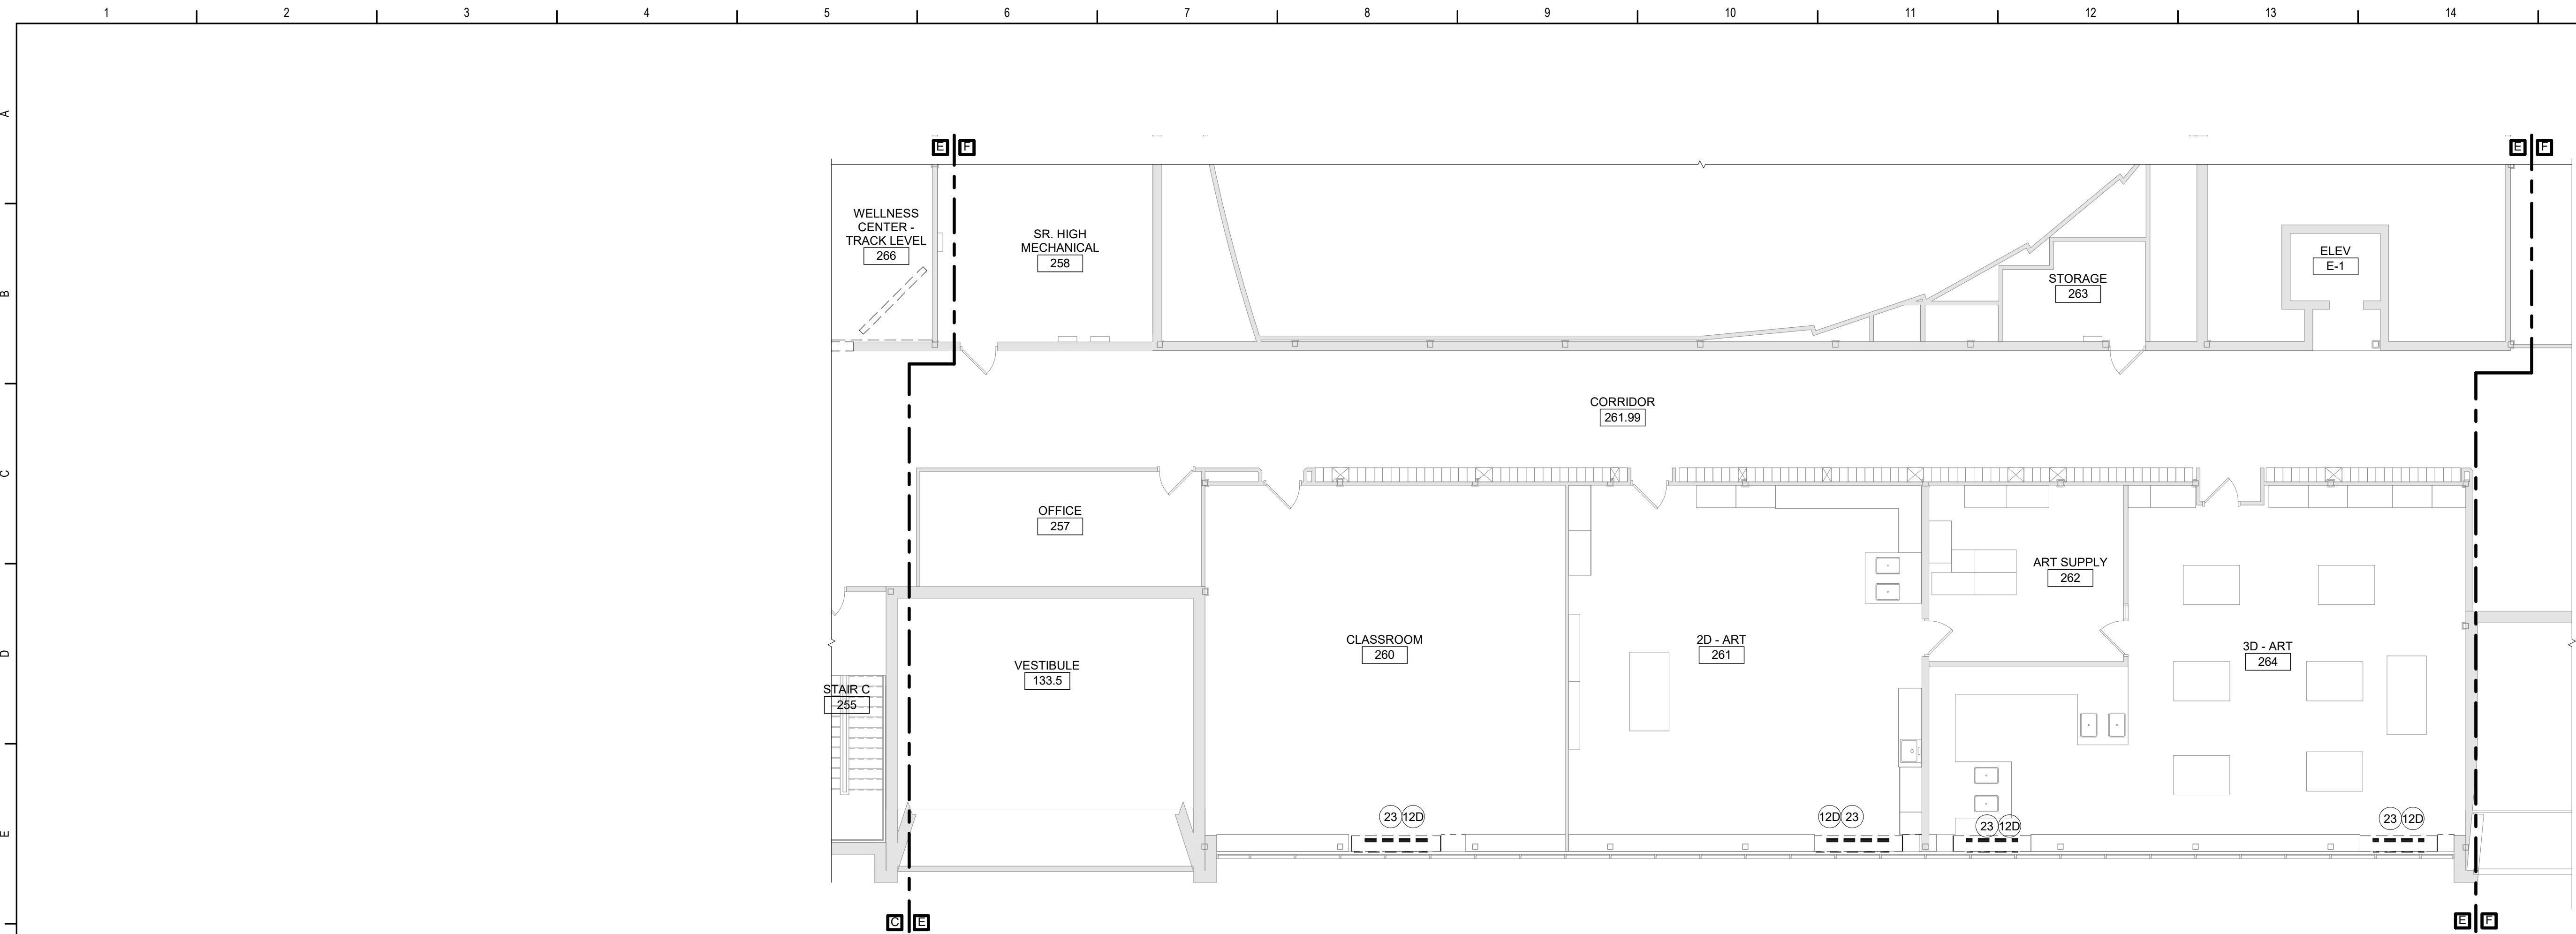 1 2 3 4 5 6 7 8 9 10 11 12 13 14
A
E F
E F
WELLNESS
CENTER -
TRACK LEVEL
266
SR. HIGH
MECHANICAL
258
ELEV
E-1
STORAGE
263
B
CORRIDOR
261.99
C
OFFICE
257
ART SUPPLY
262
CLASSROOM
260
2D - ART
261
3D - ART
264
D
VESTIBULE
133.5
STAIR C
255
23 12D
12D 23
23 12D
23 12D
E
C E
E F